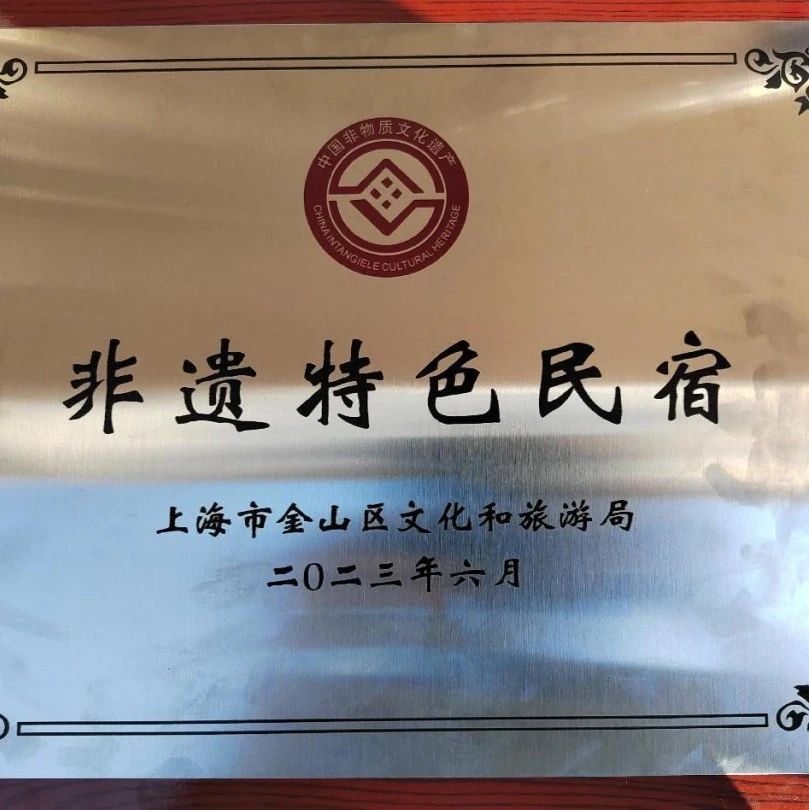 中国非物质文化遗产
CHINA INTANGIELE CULTURAL HERITAGE
非遗特色民宿
上海市金山区文化和旅游局
二0二三年六月